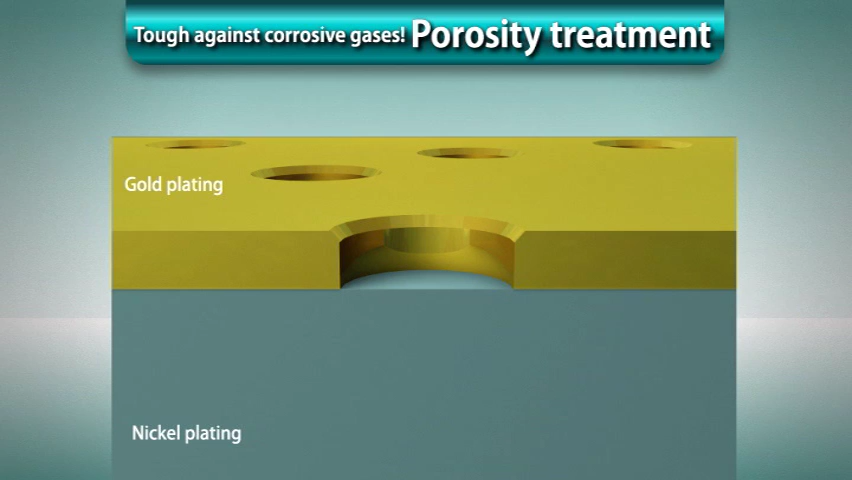 Tough against corrosive gases! Porosity treatment
Gold plating
Nickel plating